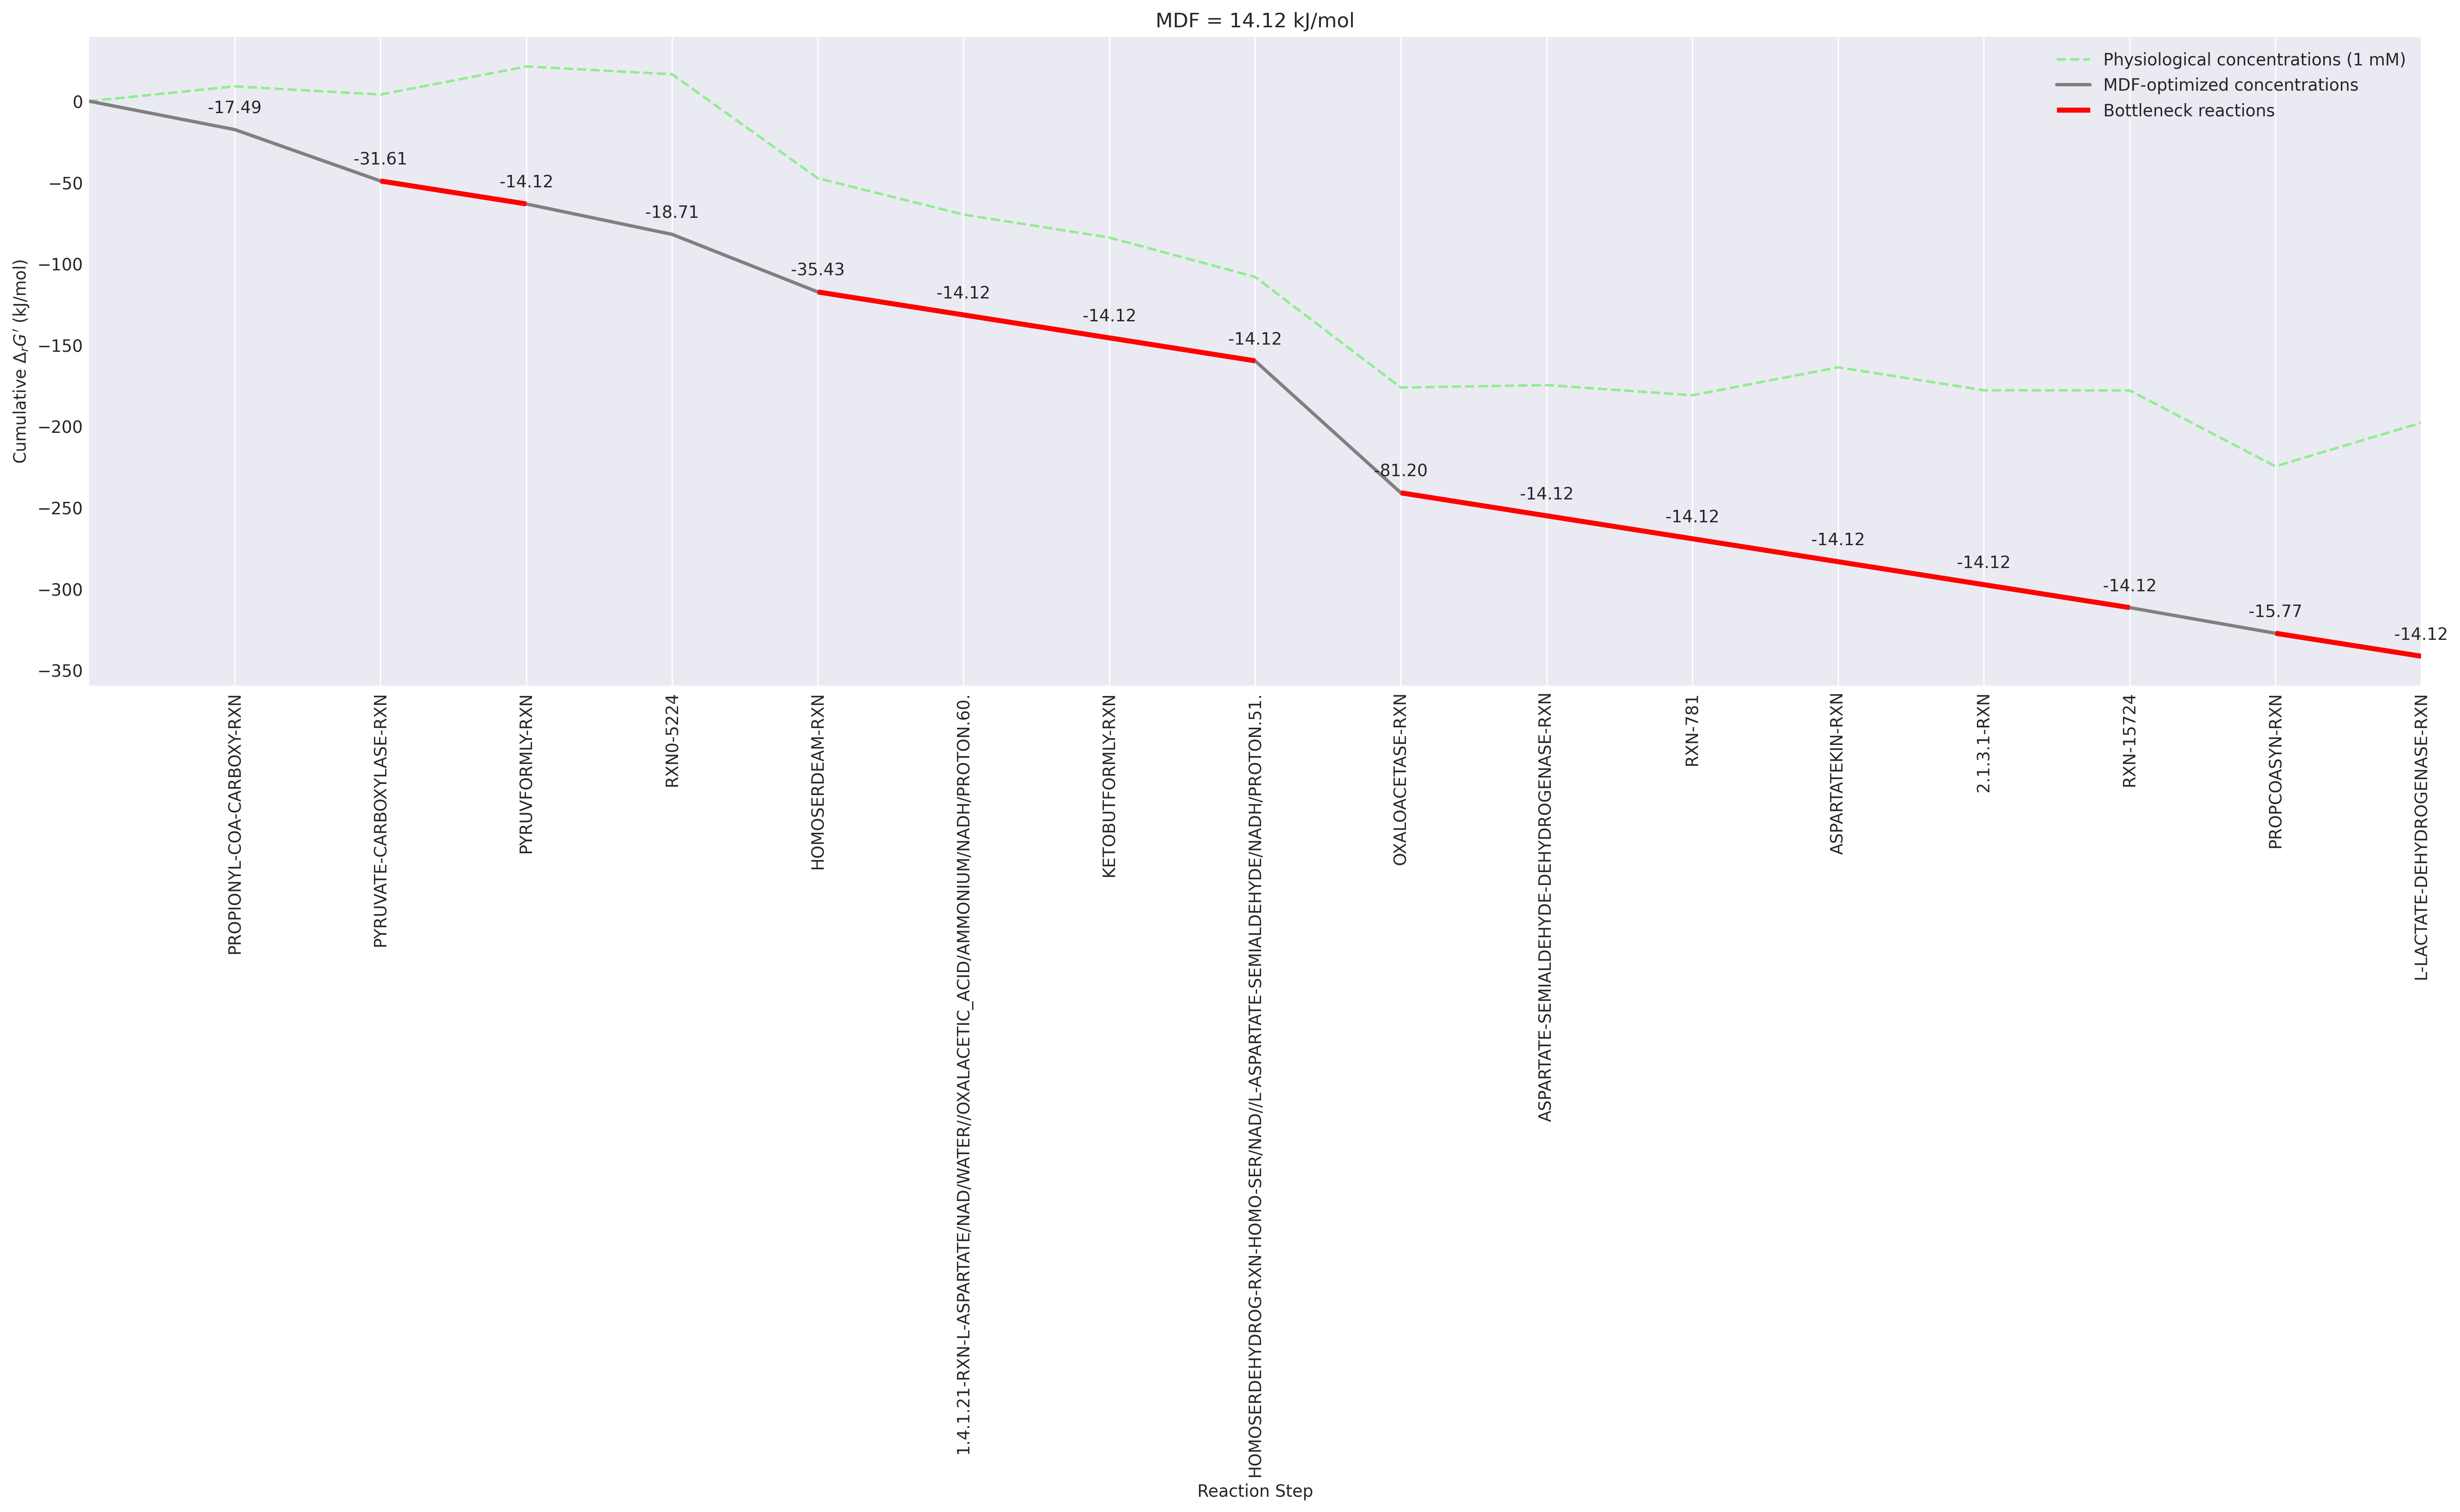 MDF = 14.12 kJ/mol
Physiological concentrations (1 mM)
MDF-optimized concentrations
Bottleneck reactions
Cumulative ΔrG′ (kJ/mol)
0
−50
−100
−150
−200
−250
−300
−350
-17.49
-31.61
-14.12
-18.71
-35.43
-14.12
-14.12
-14.12
-81.20
-14.12
-14.12
-14.12
-14.12
-14.12
-15.77
-14.12
PROPIONYL-COA-CARBOXY-RXN
PYRUVATE-CARBOXYLASE-RXN
PYRUVFORMLY-RXN
RXN0-5224
HOMOSERDEAM-RXN
1.4.1.21-RXN-L-ASPARTATE/NAD/WATER//OXALACETIC_ACID/AMMONIUM/NADH/PROTON.60.
KETOBUTFORMLY-RXN
HOMOSERDEHYDROG-RXN-HOMO-SER/NAD//L-ASPARTATE-SEMIALDEHYDE/NADH/PROTON.51.
OXALOACETASE-RXN
ASPARTATE-SEMIALDEHYDE-DEHYDROGENASE-RXN
RXN-781
ASPARTATEKIN-RXN
2.1.3.1-RXN
RXN-15724
PROPCOASYN-RXN
L-LACTATE-DEHYDROGENASE-RXN
Reaction Step